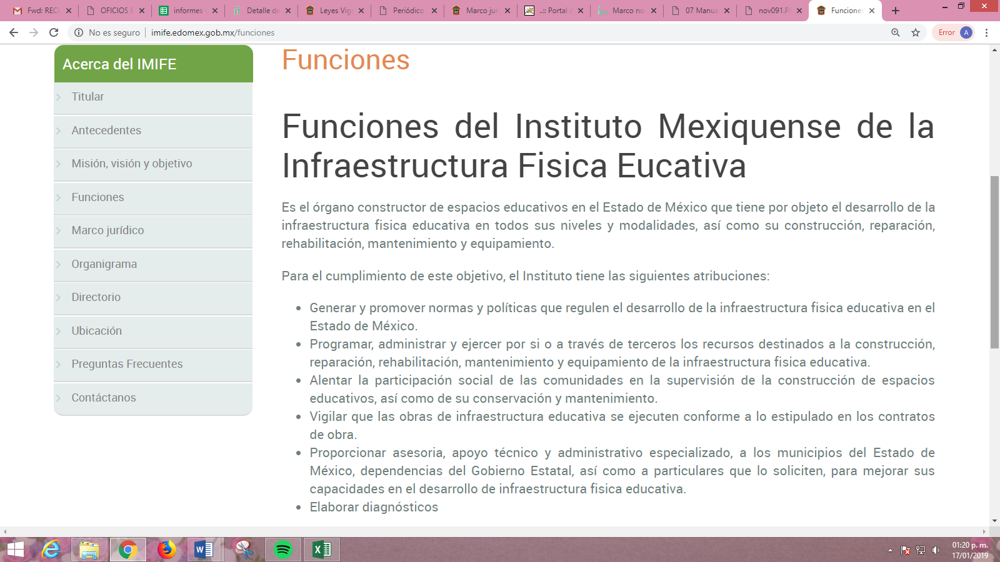 Fwd: REC
OFICIOS E
informes
Detalle de
Leyes Vig
Periódico
Marco ju
..:: Portal
Marco no
07 Manua
nov091.P
Funciones
No es seguro
imife.edomex.gob.mx/funciones
Error
A
Acerca del IMIFE
Titular
Antecedentes
Misión, visión y objetivo
Funciones
Marco jurídico
Organigrama
Directorio
Ubicación
Preguntas Frecuentes
Contáctanos
Funciones
Funciones del Instituto Mexiquense de la
Infraestructura Fisica Eucativa
Es el órgano constructor de espacios educativos en el Estado de México que tiene por objeto el desarrollo de la
infraestructura fisica educativa en todos sus niveles y modalidades, así como su construcción, reparación,
rehabilitación, mantenimiento y equipamiento.
Para el cumplimiento de este objetivo, el Instituto tiene las siguientes atribuciones:
• Generar y promover normas y políticas que regulen el desarrollo de la infraestructura fisica educativa en el
Estado de México.
• Programar, administrar y ejercer por si o a través de terceros los recursos destinados a la construcción,
reparación, rehabilitación, mantenimiento y equipamiento de la infraestructura fisica educativa.
• Alentar la participación social de las comunidades en la supervisión de la construcción de espacios
educativos, así como de su conservación y mantenimiento.
• Vigilar que las obras de infraestructura educativa se ejecuten conforme a lo estipulado en los contratos
de obra.
• Proporcionar asesoria, apoyo técnico y administrativo especializado, a los municipios del Estado de
México, dependencias del Gobierno Estatal, así como a particulares que lo soliciten, para mejorar sus
capacidades en el desarrollo de infraestructura fisica educativa.
• Elaborar diagnósticos
01:20 p. m.
17/01/2019